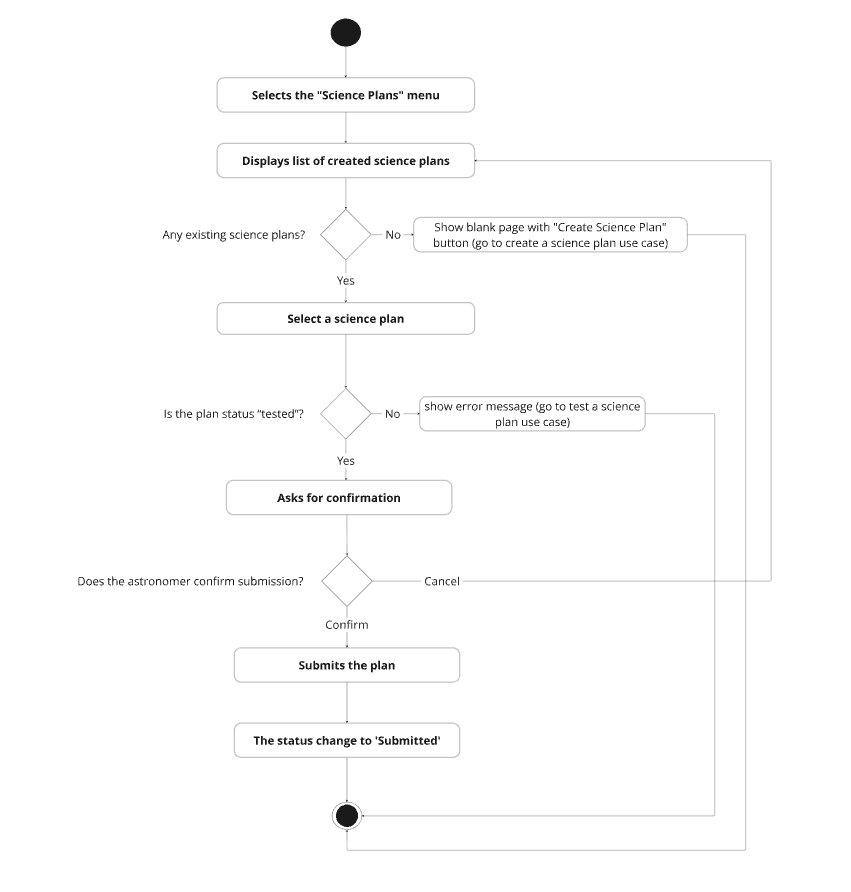 Selects the "Science Plans" menu
Displays list of created science plans
Any existing science plans?
No
Show blank page with "Create Science Plan"
button (go to create a science plan use case)
Yes
Select a science plan
Is the plan status “tested”?
No
show error message (go to test a science
plan use case)
Yes
Asks for confirmation
Does the astronomer confirm submission?
Cancel
Confirm
Submits the plan
The status change to 'Submitted'